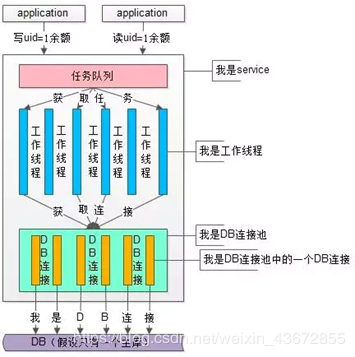 application
application
写uid=1余额
读uid=1余额
任务队列
我是service
获 取 任 务
工作线程
工作线程
工作线程
工作线程
工作线程
工作线程
我是工作线程
获 取 连 接
我是DB连接池
DB连接
DB连接
DB连接
我是DB连接池中的一个DB连接
我 是 D B 连 接
DB（假设只有一个主库）
https://blog.csdn.net/weixin_43672855